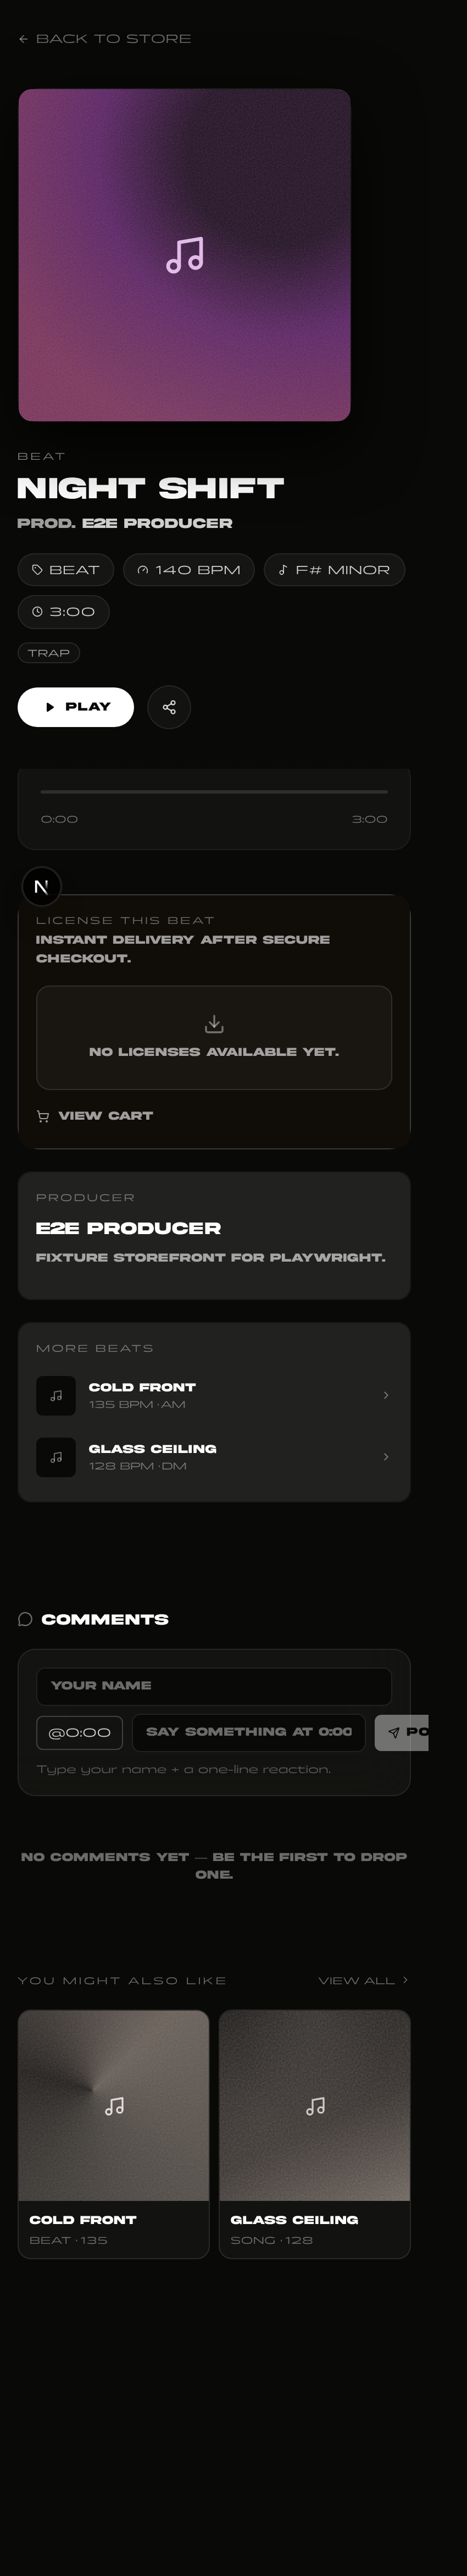 BACK TO STORE
BEAT
NIGHT SHIFT
PROD. E2E PRODUCER
BEAT
140 BPM
F# MINOR
3:00
TRAP
PLAY
0:00
3:00
N
LICENSE THIS BEAT
INSTANT DELIVERY AFTER SECURE
CHECKOUT.
NO LICENSES AVAILABLE YET.
VIEW CART
PRODUCER
E2E PRODUCER
FIXTURE STOREFRONT FOR PLAYWRIGHT.
MORE BEATS
COLD FRONT
135 BPM · AM
GLASS CEILING
128 BPM · DM
COMMENTS
YOUR NAME
@0:00
SAY SOMETHING AT 0:00
Type your name + a one-line reaction.
NO COMMENTS YET — BE THE FIRST TO DROP
ONE.
YOU MIGHT ALSO LIKE
VIEW ALL
COLD FRONT
BEAT · 135
GLASS CEILING
SONG · 128